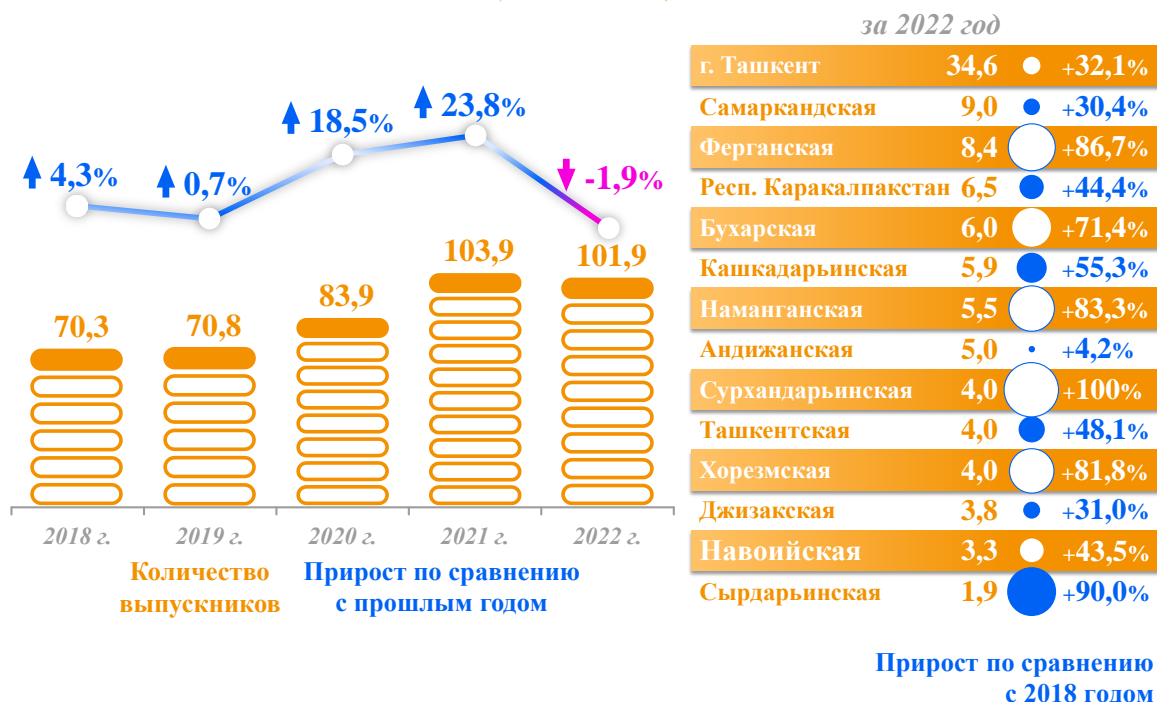 4,3%
0,7%
18,5%
23,8%
-1,9%
70,3
70,8
83,9
103,9
101,9
2018 г.
2019 г.
2020 г.
2021 г.
2022 г.
Количество
выпускников
Прирост по сравнению
с прошлым годом
за 2022 год
г. Ташкент 34,6 +32,1%
Самаркандская 9,0 +30,4%
Ферганская 8,4 +86,7%
Респ. Каракалпакстан 6,5 +44,4%
Бухарская 6,0 +71,4%
Кашкадарьинская 5,9 +55,3%
Наманганская 5,5 +83,3%
Андижанская 5,0 +4,2%
Сурхандарьинская 4,0 +100%
Ташкентская 4,0 +48,1%
Хорезмская 4,0 +81,8%
Джизакская 3,8 +31,0%
Навоийская 3,3 +43,5%
Сырдарьинская 1,9 +90,0%
Прирост по сравнению
с 2018 годом